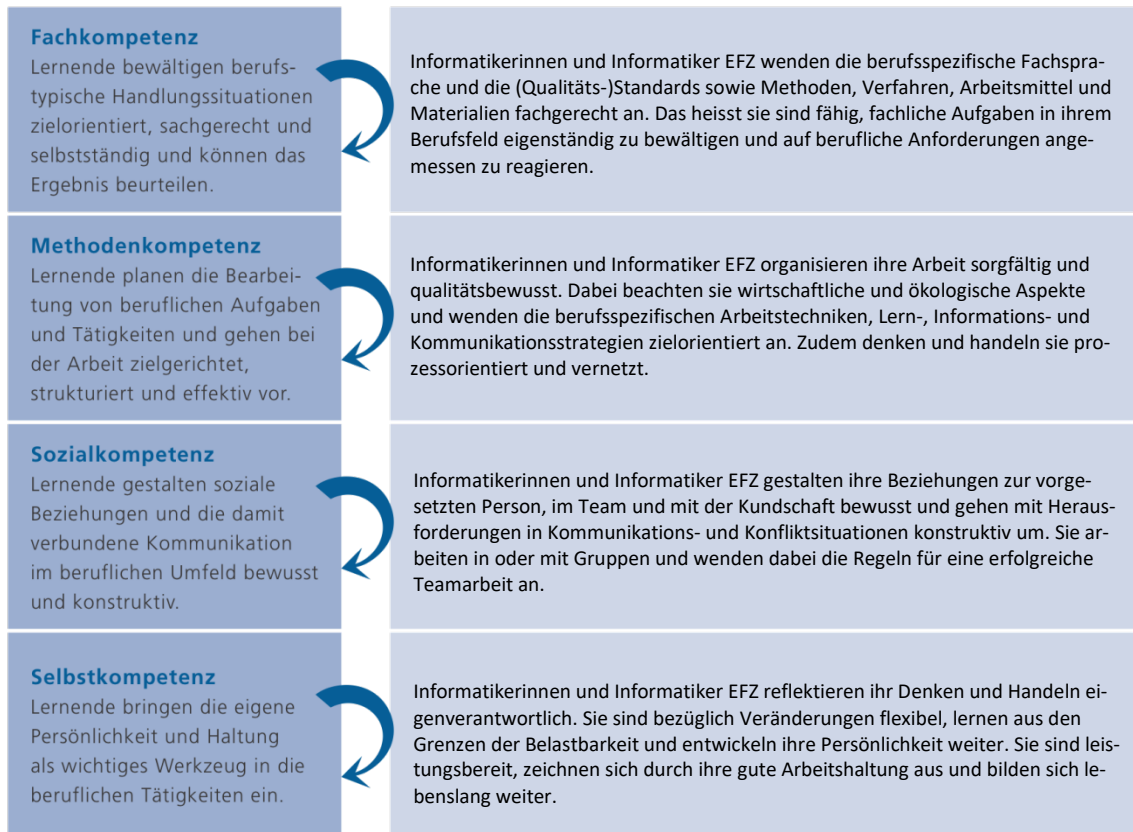 Fachkompetenz
Lernende bewältigen berufs-
typische Handlungssituationen
zielorientiert, sachgerecht und
selbstständig und können das
Ergebnis beurteilen.
Informatikerinnen und Informatiker EFZ wenden die berufsspezifische Fachspra-
che und die (Qualitäts-)Standards sowie Methoden, Verfahren, Arbeitsmittel und
Materialien fachgerecht an. Das heisst sie sind fähig, fachliche Aufgaben in ihrem
Berufsfeld eigenständig zu bewältigen und auf berufliche Anforderungen ange-
messen zu reagieren.
Methodenkompetenz
Lernende planen die Bearbei-
tung von beruflichen Aufgaben
und Tätigkeiten und gehen bei
der Arbeit zielgerichtet,
strukturiert und effektiv vor.
Informatikerinnen und Informatiker EFZ organisieren ihre Arbeit sorgfältig und
qualitätsbewusst. Dabei beachten sie wirtschaftliche und ökologische Aspekte
und wenden die berufsspezifischen Arbeitstechniken, Lern-, Informations- und
Kommunikationsstrategien zielorientiert an. Zudem denken und handeln sie pro-
zessorientiert und vernetzt.
Sozialkompetenz
Lernende gestalten soziale
Beziehungen und die damit
verbundene Kommunikation
im beruflichen Umfeld bewusst
und konstruktiv.
Informatikerinnen und Informatiker EFZ gestalten ihre Beziehungen zur vorge-
setzten Person, im Team und mit der Kundschaft bewusst und gehen mit Heraus-
forderungen in Kommunikations- und Konfliktsituationen konstruktiv um. Sie ar-
beiten in oder mit Gruppen und wenden dabei die Regeln für eine erfolgreiche
Teamarbeit an.
Selbstkompetenz
Lernende bringen die eigene
Persönlichkeit und Haltung
als wichtiges Werkzeug in die
beruflichen Tätigkeiten ein.
Informatikerinnen und Informatiker EFZ reflektieren ihr Denken und Handeln ei-
genverantwortlich. Sie sind bezüglich Veränderungen flexibel, lernen aus den
Grenzen der Belastbarkeit und entwickeln ihre Persönlichkeit weiter. Sie sind leis-
tungsbereit, zeichnen sich durch ihre gute Arbeitshaltung aus und bilden sich le-
benslang weiter.